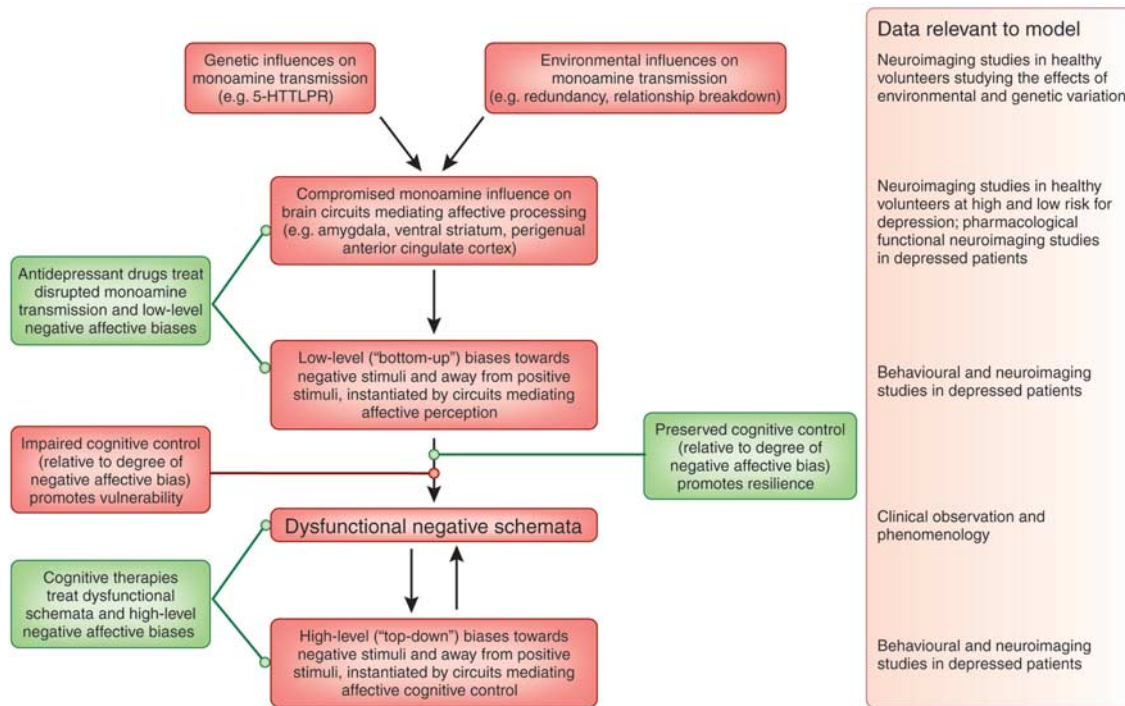 Genetic influences on
monoamine transmission
(e.g. 5-HTTLPR)
Environmental influences on
monoamine transmission
(e.g. redundancy, relationship breakdown)
Compromised monoamine influence on
brain circuits mediating affective processing
(e.g. amygdala, ventral striatum, perigenual
anterior cingulate cortex)
Antidepressant drugs treat
disrupted monoamine
transmission and low-level
negative affective biases
Low-level (“bottom-up”) biases towards
negative stimuli and away from positive
stimuli, instantiated by circuits mediating
affective perception
Impaired cognitive control
(relative to degree of
negative affective bias)
promotes vulnerability
Preserved cognitive control
(relative to degree of
negative affective bias)
promotes resilience
Dysfunctional negative schemata
Cognitive therapies
treat dysfunctional
schemata and high-level
negative affective biases
High-level (“top-down”) biases towards
negative stimuli and away from positive
stimuli, instantiated by circuits mediating
affective cognitive control
Data relevant to model
Neuroimaging studies in healthy
volunteers studying the effects of
environmental and genetic variation
Neuroimaging studies in healthy
volunteers at high and low risk for
depression; pharmacological
functional neuroimaging studies
in depressed patients
Behavioural and neuroimaging
studies in depressed patients
Clinical observation and
phenomenology
Behavioural and neuroimaging
studies in depressed patients